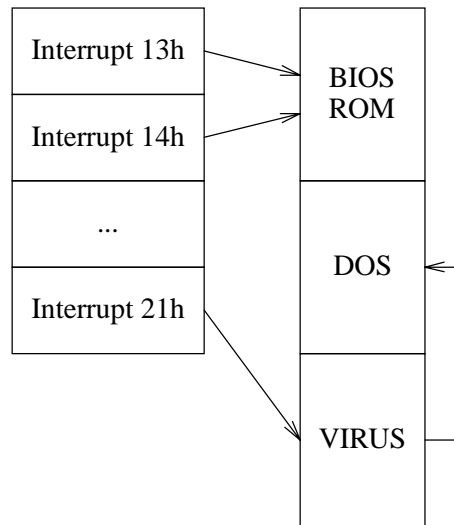 Interrupt 13h
Interrupt 14h
...
Interrupt 21h
BIOS
ROM
DOS
VIRUS